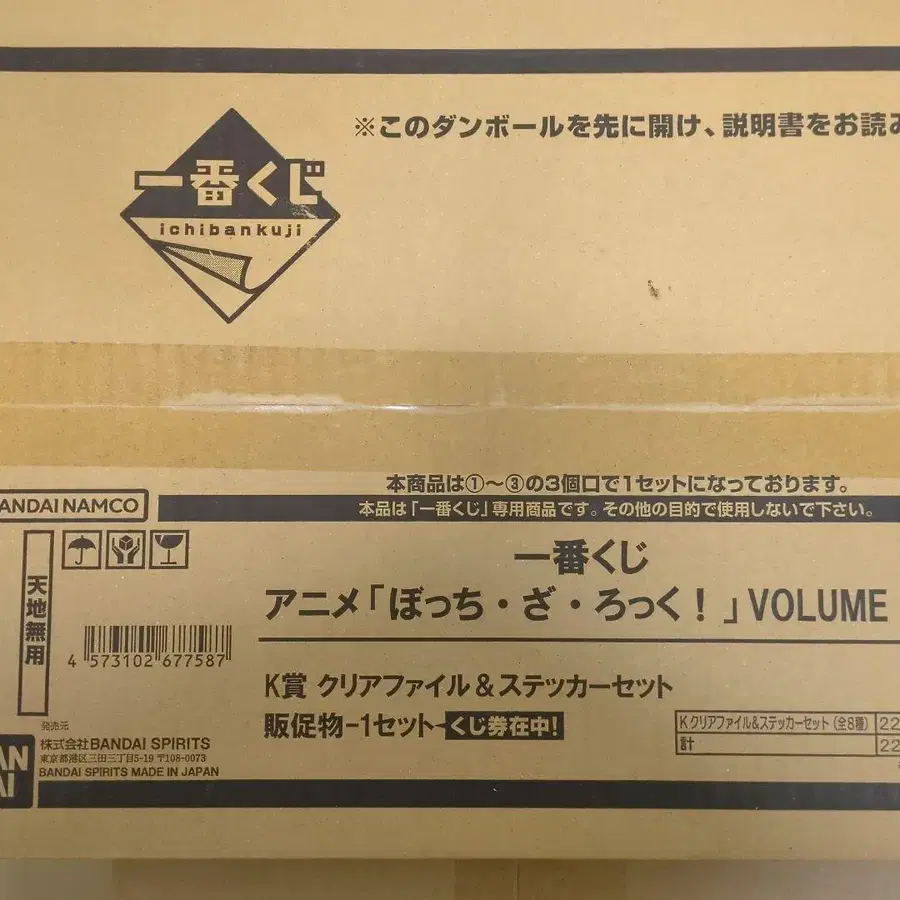 ※このダンボールを先に開け、説明書をお読み
一番くじ
ichibankuji
本商品は①〜③の3個口で1セットになっております。
本品は「一番くじ」専用商品です。その他の目的で使用しないで下さい。
ANDAI NAMCO
天地無用
一番くじ
アニメ「ぼっち・ざ・ろっく!」VOLUME
4 573102 677587
K賞 クリアファイル&ステッカーセット
販促物-1セット-くじ券在中!
Kクリアファイル&ステッカーセット (全8種) 22
計 22
発売元
株式会社BANDAI SPIRITS
東京都港区三田三丁目5-19 〒108-0073
BANDAI SPIRITS MADE IN JAPAN
AN
AI